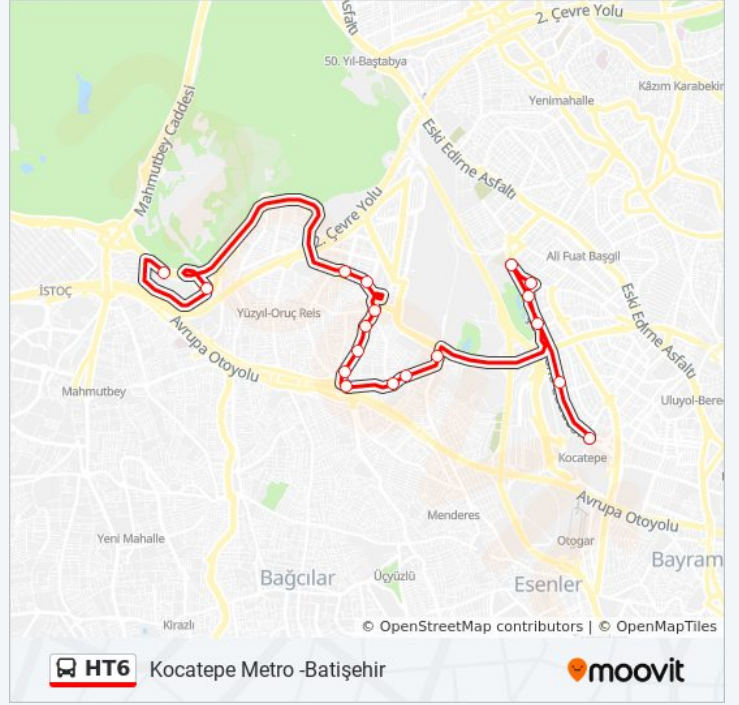 Asfaltı
2. Çevre Yolu
50. Yıl-Baştabya
Kâzım Karabekir
Yenimahalle
Mahmutbey Caddesi
Eski Edirne Asfaltı
2. Çevre Yolu
Ali Fuat Başgil
İSTOÇ
Eski Edirne Asfaltı
Yüzyıl-Oruç Reis
Avrupa Otoyolu
Mahmutbey
Uluyol-Bere
Kocatepe
Avrupa Otoyolu
Menderes
Yeni Mahalle
Otogar
Bayram
Bağcılar
Üçyüzlü
Esenler
Kirazlı
© OpenStreetMap contributors | © OpenMapTiles
HT6 Kocatepe Metro -Batişehir
moovit